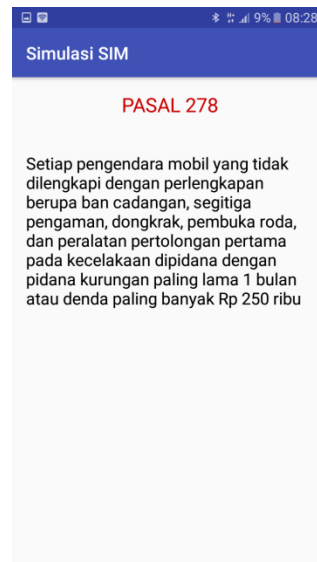 9% 08:28
Simulasi SIM
PASAL 278
Setiap pengendara mobil yang tidak
dilengkapi dengan perlengkapan
berupa ban cadangan, segitiga
pengaman, dongkrak, pembuka roda,
dan peralatan pertolongan pertama
pada kecelakaan dipidana dengan
pidana kurungan paling lama 1 bulan
atau denda paling banyak Rp 250 ribu